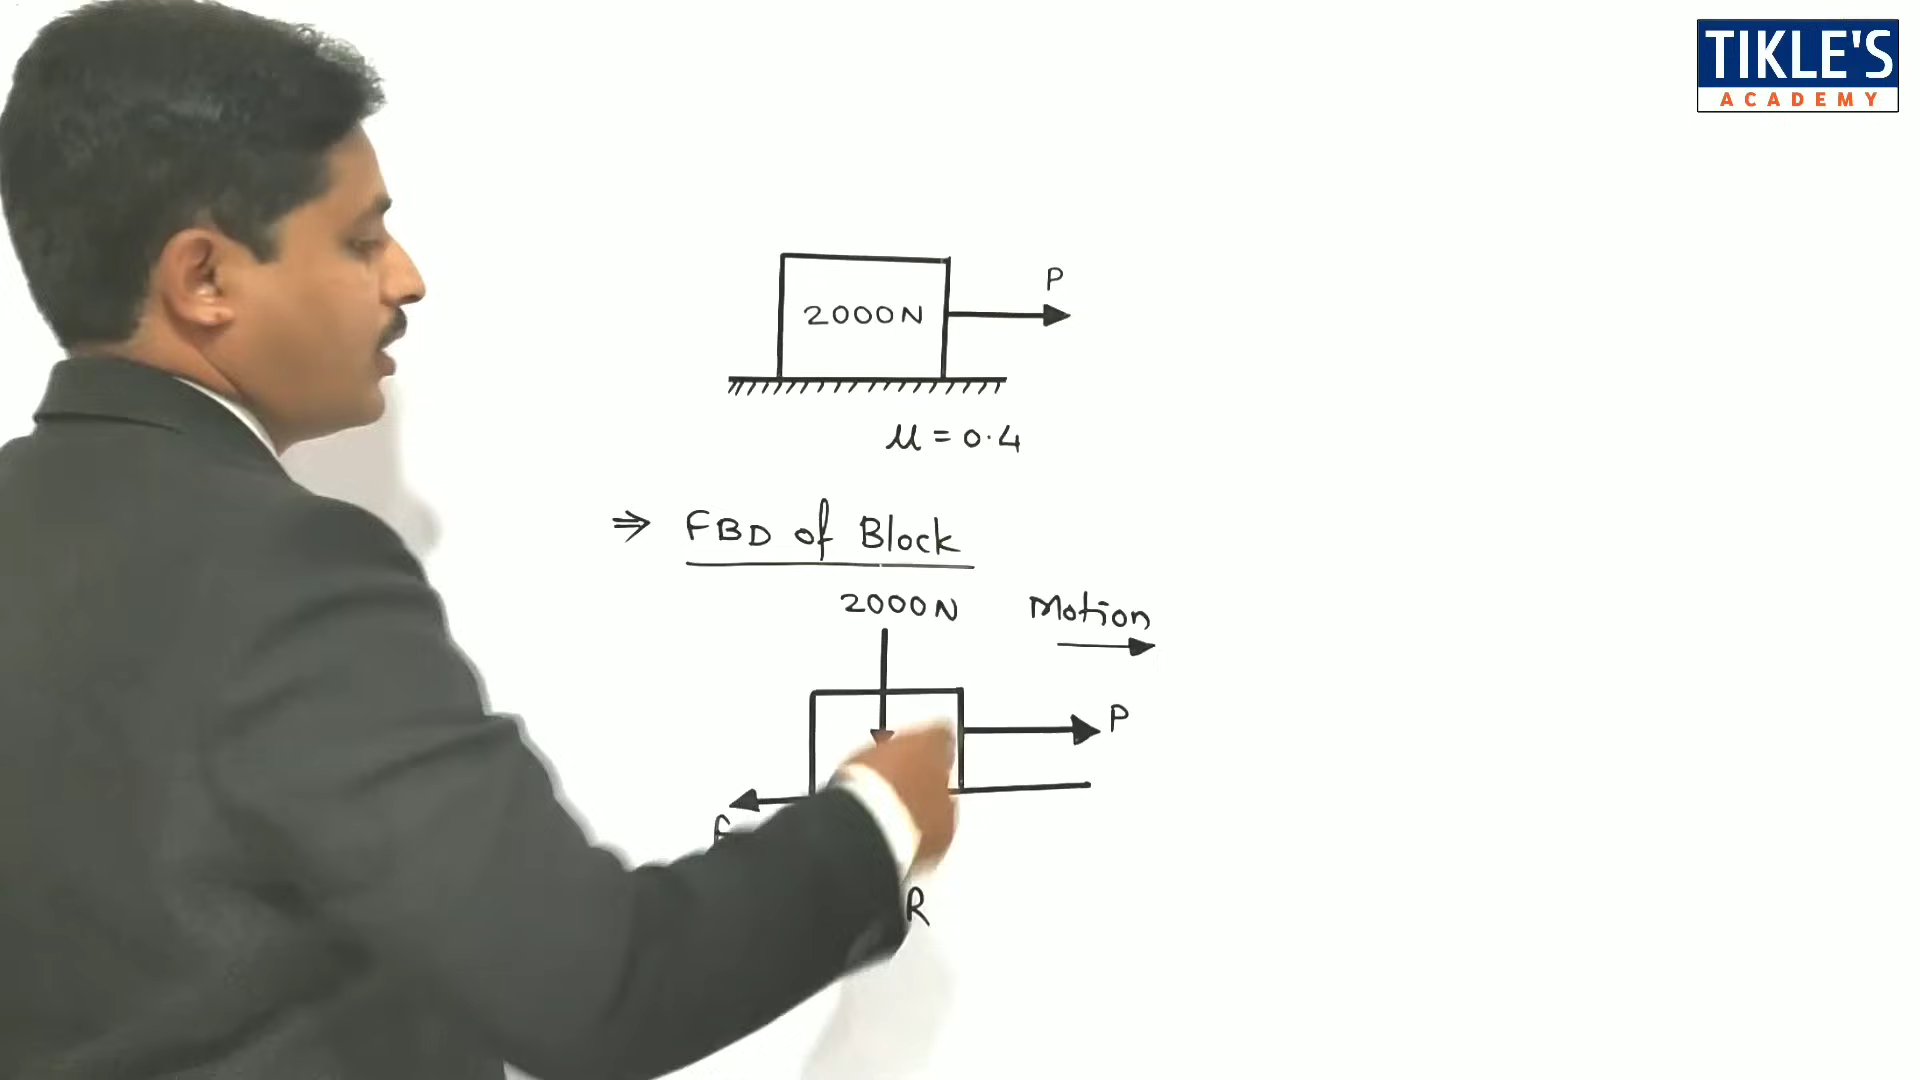 TIKLE'S
ACADEMY
P
2000N
μ = 0.4
⇒ FBD of Block
2000N
Motion
P
R